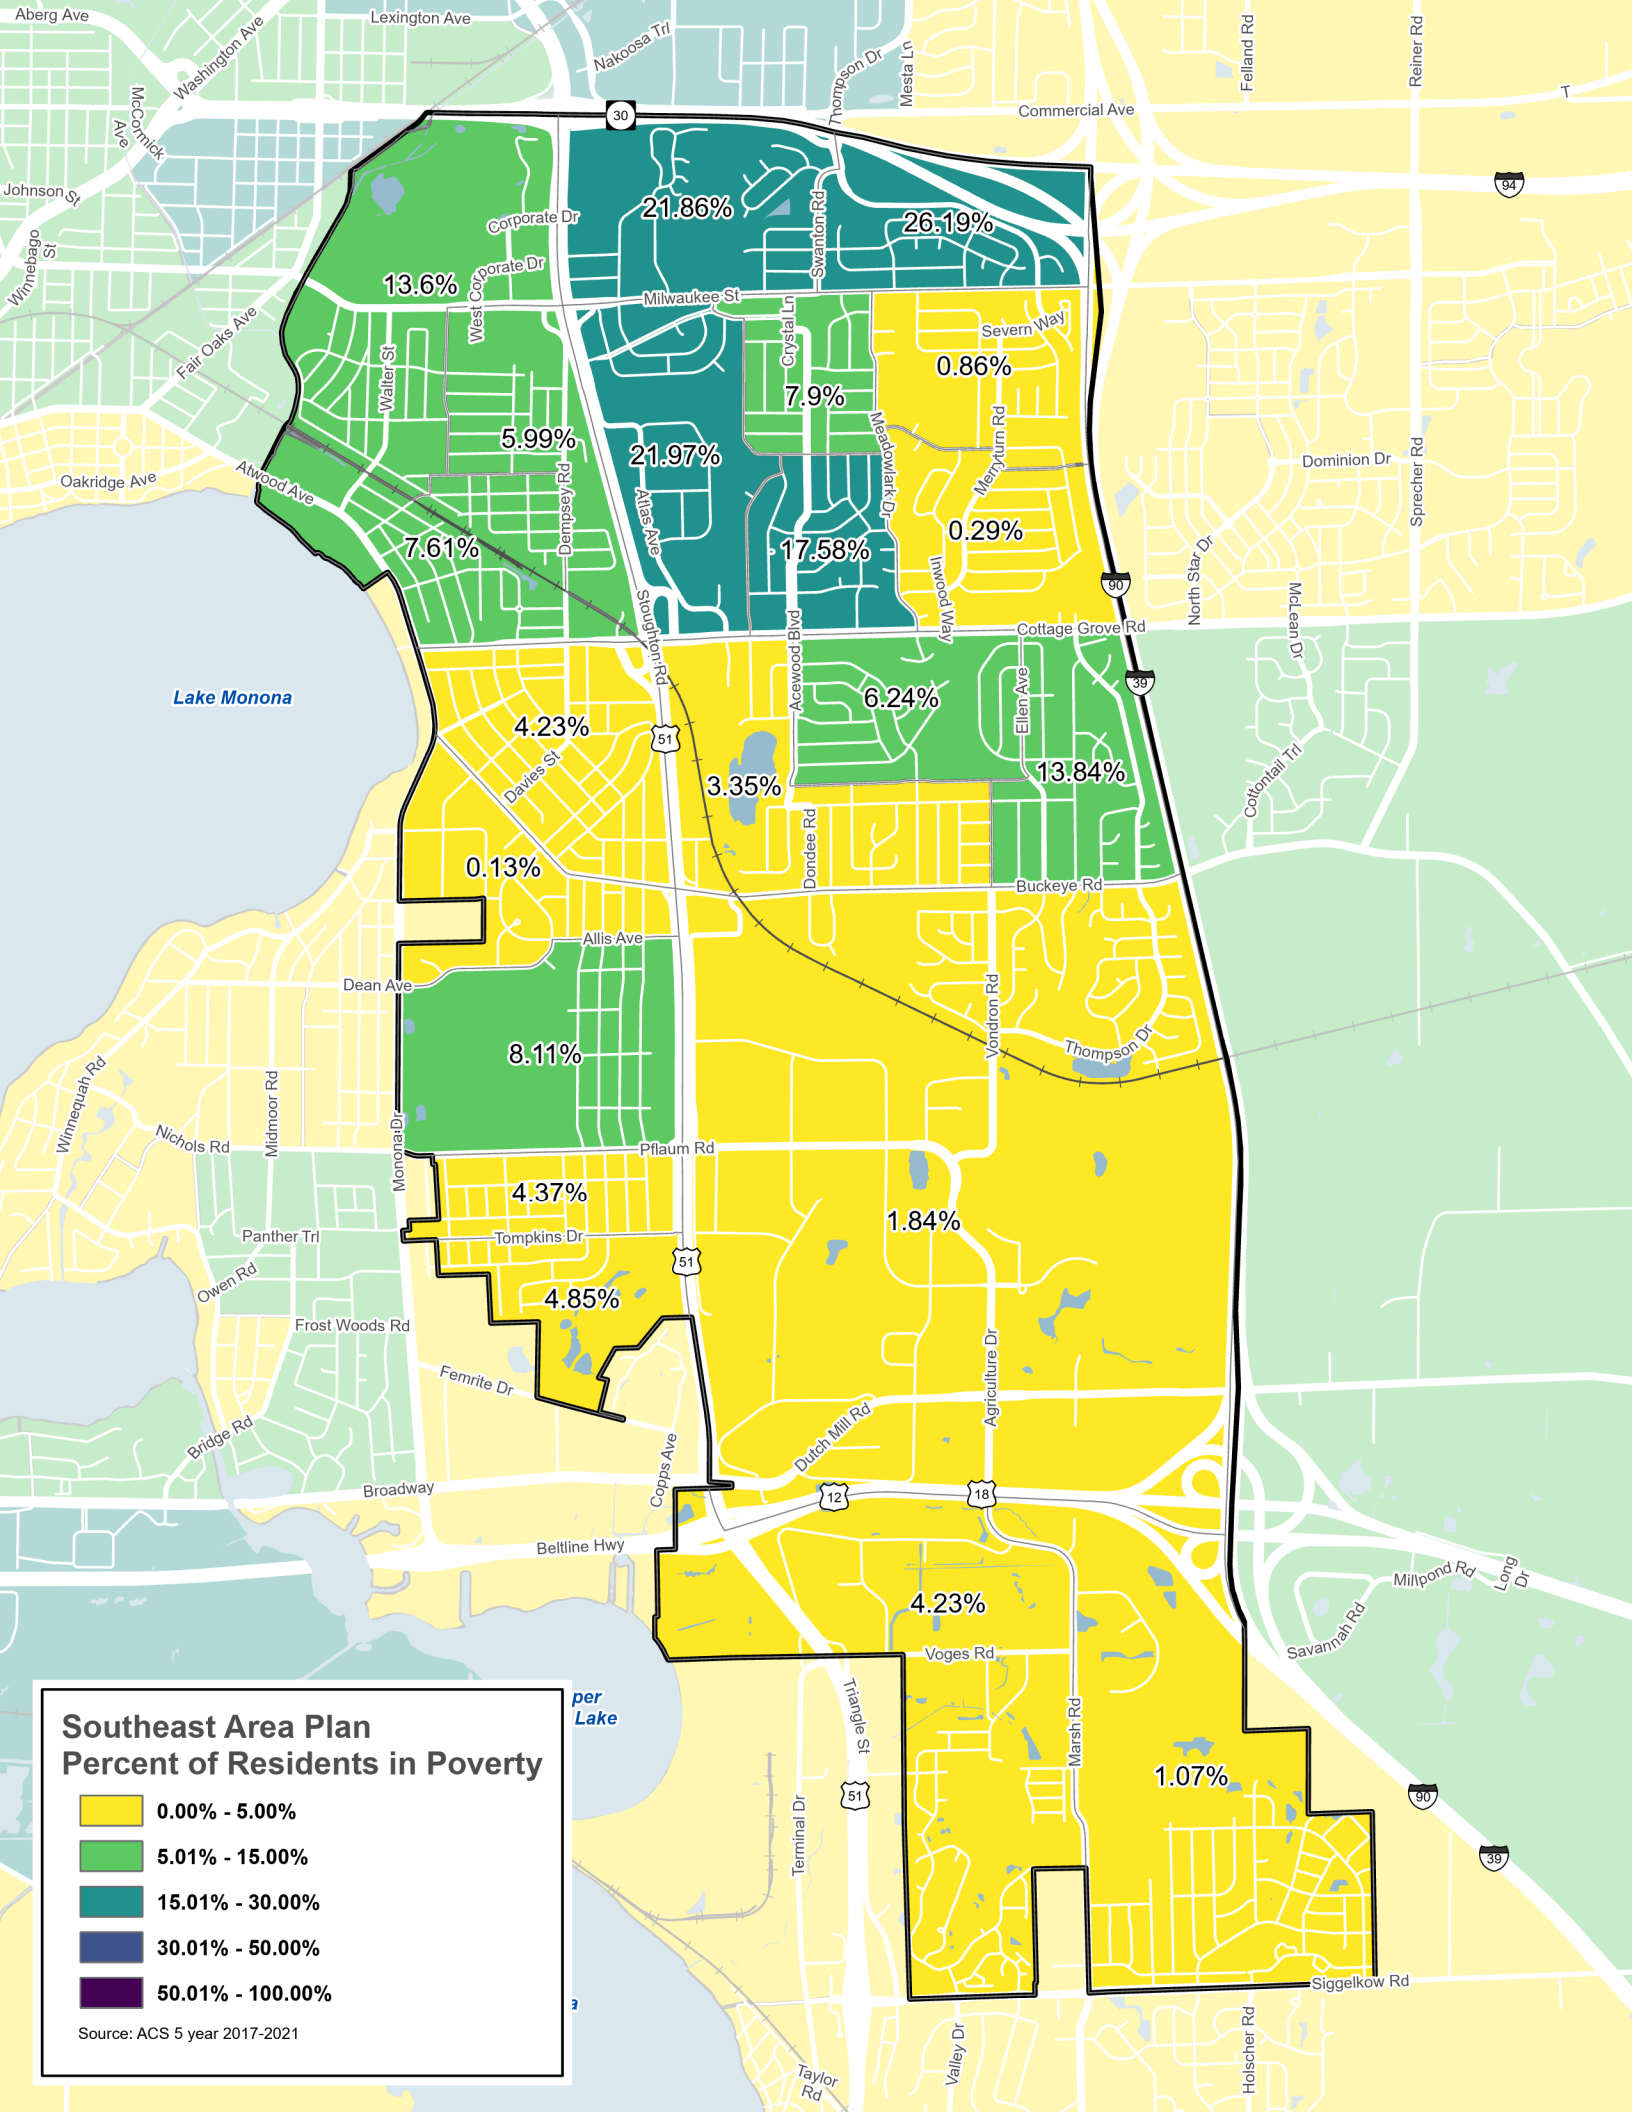 Aberg Ave
Lexington Ave
Washington Ave
Nakoosa Trl
Thompson Dr
Mesta Ln
Felland Rd
Reiner Rd
McCormick
Ave
30
Commercial Ave
T
94
Johnson St
Winnebago
St
Corporate Dr
21.86%
Swanton Rd
26.19%
West Corporate Dr
13.6%
Milwaukee St
Fair Oaks Ave
Walter St
Crystal Ln
Severn Way
0.86%
7.9%
5.99%
21.97%
Meadowlark Dr
Merryturn Rd
Dominion Dr
Sprecher Rd
Oakridge Ave
Atwood Ave
Dempsey Rd
Atlas Ave
7.61%
17.58%
0.29%
Inwood Way
North Star Dr
90
McLean Dr
Stoughton Rd
Acewood Blvd
Cottage Grove Rd
Lake Monona
6.24%
Ellen Ave
39
4.23%
51
Davies St
3.35%
13.84%
Cottontail Trl
Dondee Rd
0.13%
Buckeye Rd
Allis Ave
Dean Ave
Vondron Rd
Thompson Dr
8.11%
Winnequah Rd
Midmoor Rd
Nichols Rd
Monona Dr
Pflaum Rd
4.37%
1.84%
Panther Trl
Tompkins Dr
51
Owen Rd
4.85%
Frost Woods Rd
Agriculture Dr
Femrite Dr
Bridge Rd
Dutch Mill Rd
Copps Ave
Broadway
12
18
Beltline Hwy
Millpond Rd
Long
Dr
4.23%
Savannah Rd
Voges Rd
Triangle St
Marsh Rd
per
Lake
1.07%
51
90
Terminal Dr
39
Siggelkow Rd
a
Valley Dr
Holscher Rd
Taylor
Rd
Southeast Area Plan
Percent of Residents in Poverty
0.00% - 5.00%
5.01% - 15.00%
15.01% - 30.00%
30.01% - 50.00%
50.01% - 100.00%
Source: ACS 5 year 2017-2021